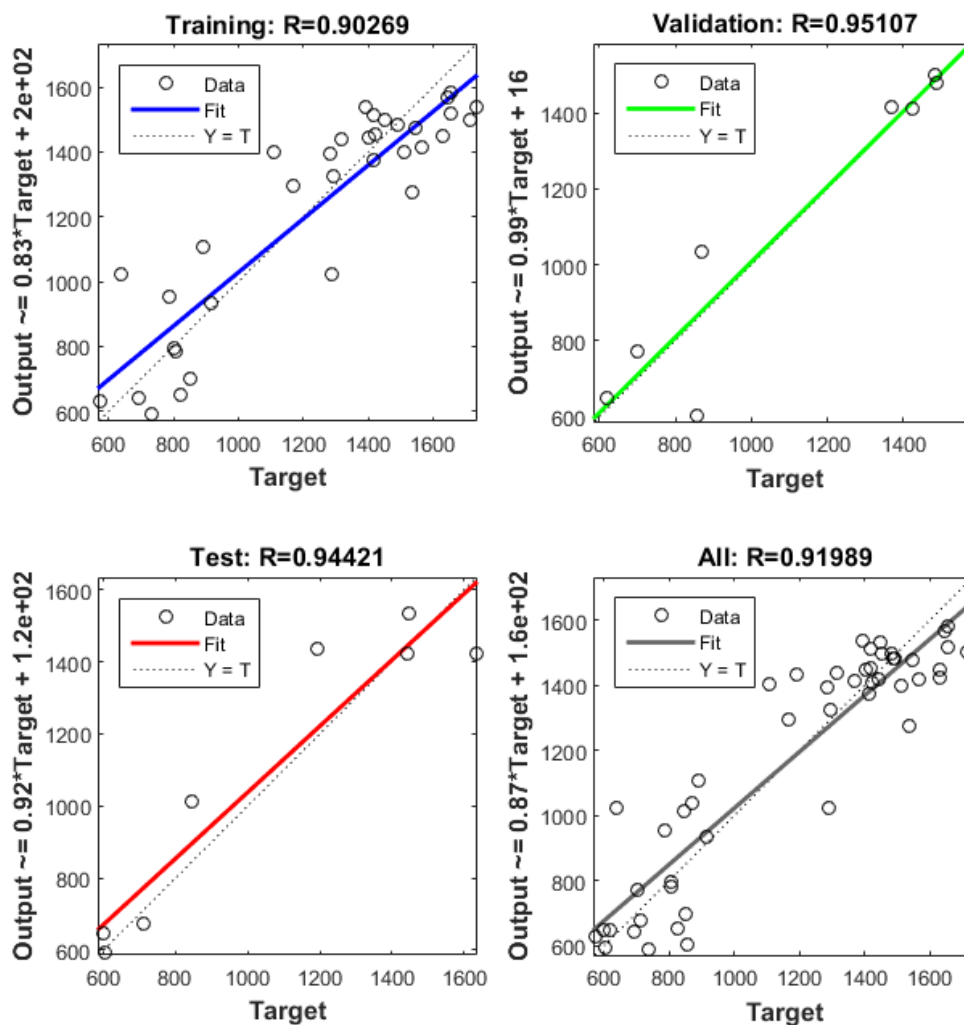 Training: R=0.90269
Output ~= 0.83*Target + 2e+02
1600
1400
1200
1000
800
600
Data
Fit
Y = T
600 800 1000 1200 1400 1600
Target
Validation: R=0.95107
Output ~= 0.99*Target + 16
1400
1200
1000
800
600
Data
Fit
Y = T
600 800 1000 1200 1400
Target
Test: R=0.94421
Output ~= 0.92*Target + 1.2e+02
1600
1400
1200
1000
800
600
Data
Fit
Y = T
600 800 1000 1200 1400 1600
Target
All: R=0.91989
Output ~= 0.87*Target + 1.6e+02
1600
1400
1200
1000
800
600
Data
Fit
Y = T
600 800 1000 1200 1400 1600
Target